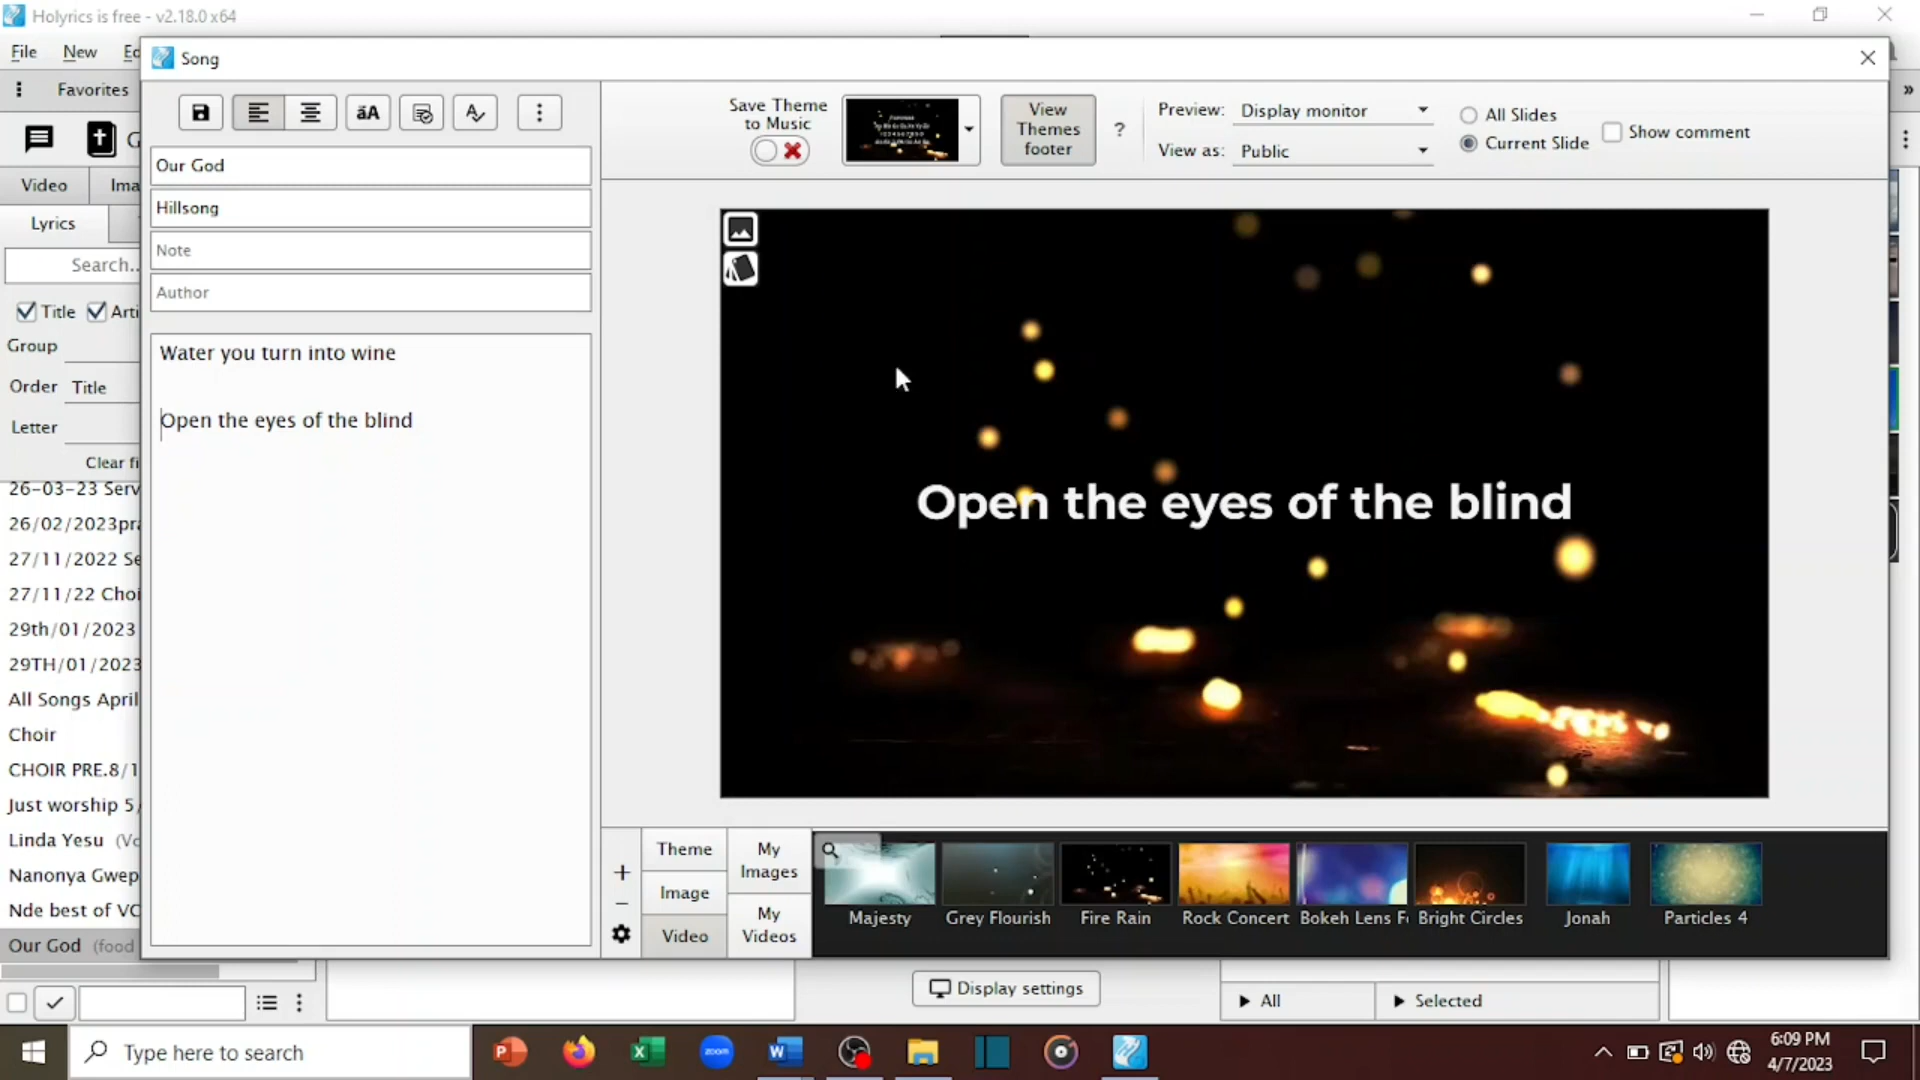 Holyrics is free - v2.18.0 x64
File New
Song
Favorites
Save Theme
to Music
View
Themes
footer
?
Preview: Display monitor
View as: Public
All Slides
Current Slide
Show comment
Our God
Hillsong
Note
Author
Video
Lyrics
Search..
Title
Group
Order Title
Letter
Water you turn into wine
Open the eyes of the blind
Open the eyes of the blind
26-03-23 Serv
26/02/2023pra
27/11/2022 Se
27/11/22 Choi
29th/01/2023
29TH/01/2023
All Songs April
Choir
CHOIR PRE.8/1
Just worship 5/
Linda Yesu
Nanonya Gwep
Nde best of VC
Our God (food
Theme
Image
Video
My
Images
My
Videos
Majesty
Grey Flourish
Fire Rain
Rock Concert
Bokeh Lens F
Bright Circles
Jonah
Particles 4
Display settings
All
Selected
Type here to search
zoom
6:09 PM
4/7/2023